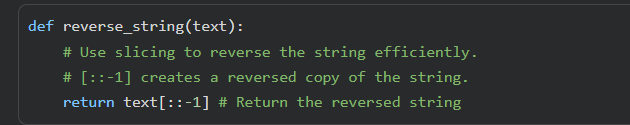 def reverse_string(text):
    # Use slicing to reverse the string efficiently.
    # [::-1] creates a reversed copy of the string.
    return text[::-1] # Return the reversed string